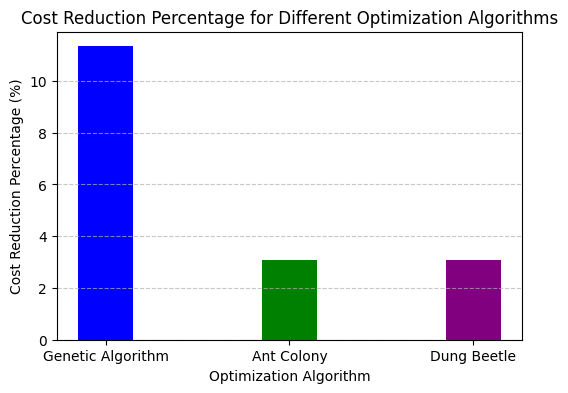 Cost Reduction Percentage for Different Optimization Algorithms
Cost Reduction Percentage (%)
10
8
6
4
2
0
Genetic Algorithm
Ant Colony
Dung Beetle
Optimization Algorithm